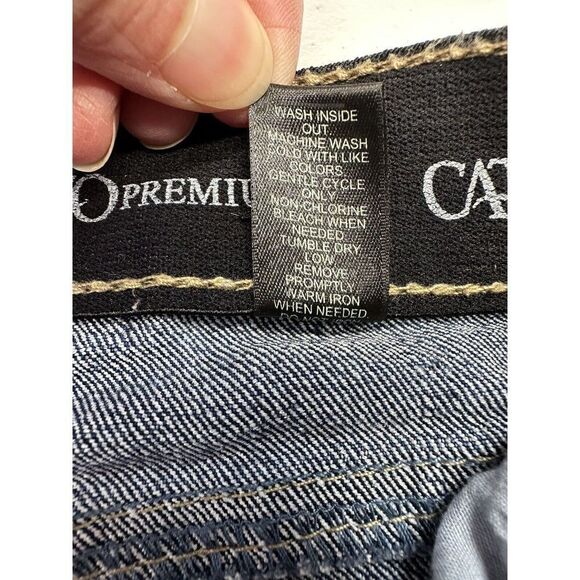 WASH INSIDE
OUT.
MACHINE WASH
COLD WITH LIKE
COLORS.
GENTLE CYCLE
ONLY
NON-CHLORINE
BLEACH WHEN
NEEDED.
TUMBLE DRY
LOW
REMOVE
PROMPTLY
WARM IRON
WHEN NEEDED.
O PREMIU
CA